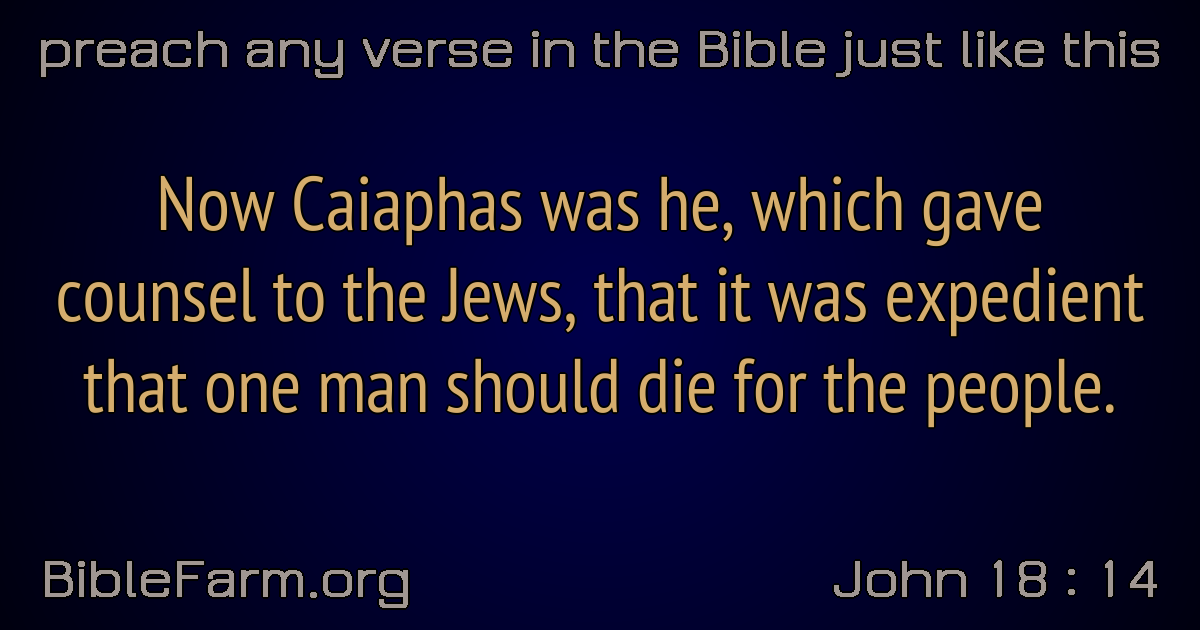 preach any verse in the Bible just like this
Now Caiaphas was he, which gave
counsel to the Jews, that it was expedient
that one man should die for the people.
BibleFarm.org
John 18 : 14